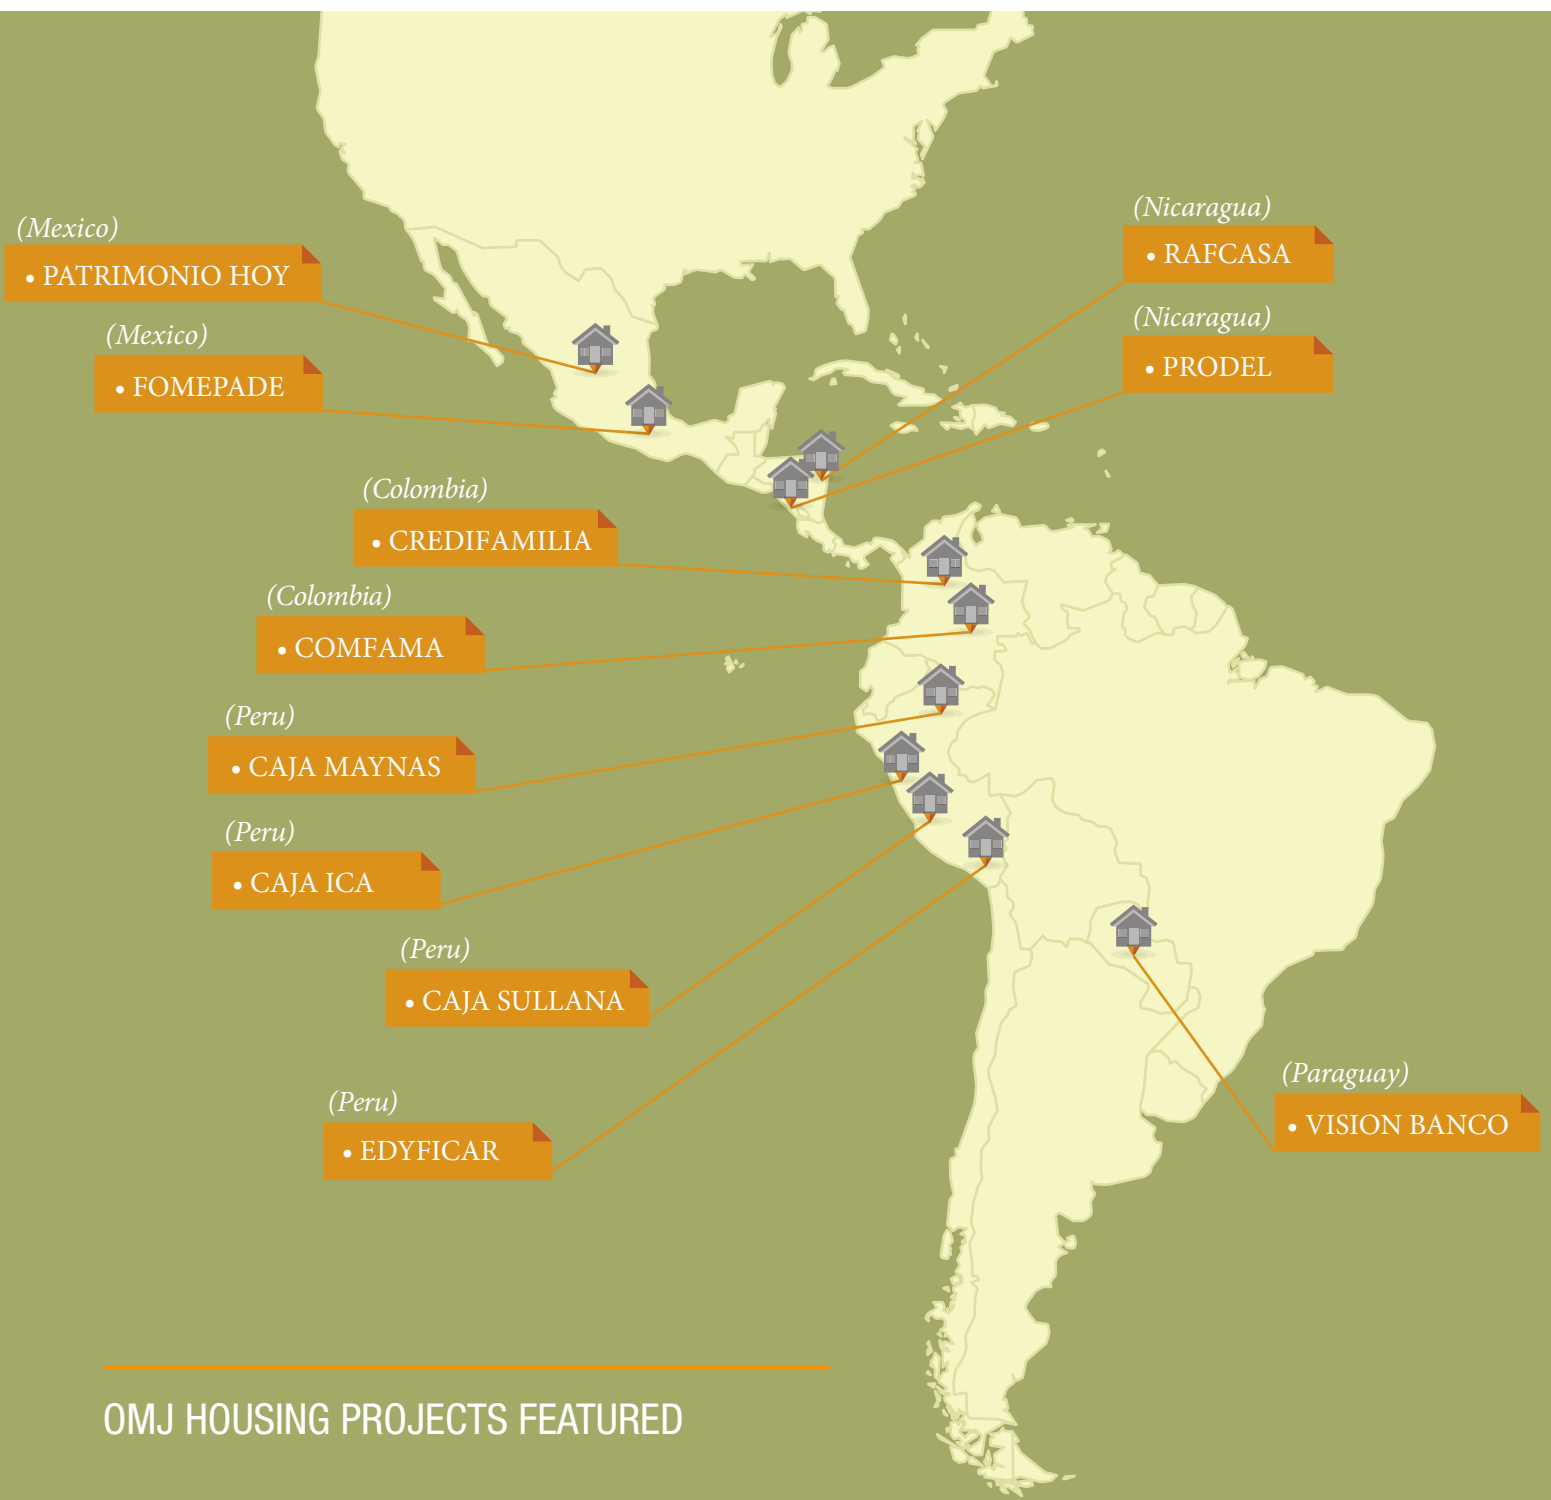 (Mexico)
• PATRIMONIO HOY
(Mexico)
• FOMEPADE
(Nicaragua)
• RAFCASA
(Nicaragua)
• PRODEL
(Colombia)
• CREDIFAMILIA
(Colombia)
• COMFAMA
(Peru)
• CAJA MAYNAS
(Peru)
• CAJA ICA
(Peru)
• CAJA SULLANA
(Peru)
• EDYFICAR
(Paraguay)
• VISION BANCO
OMJ HOUSING PROJECTS FEATURED